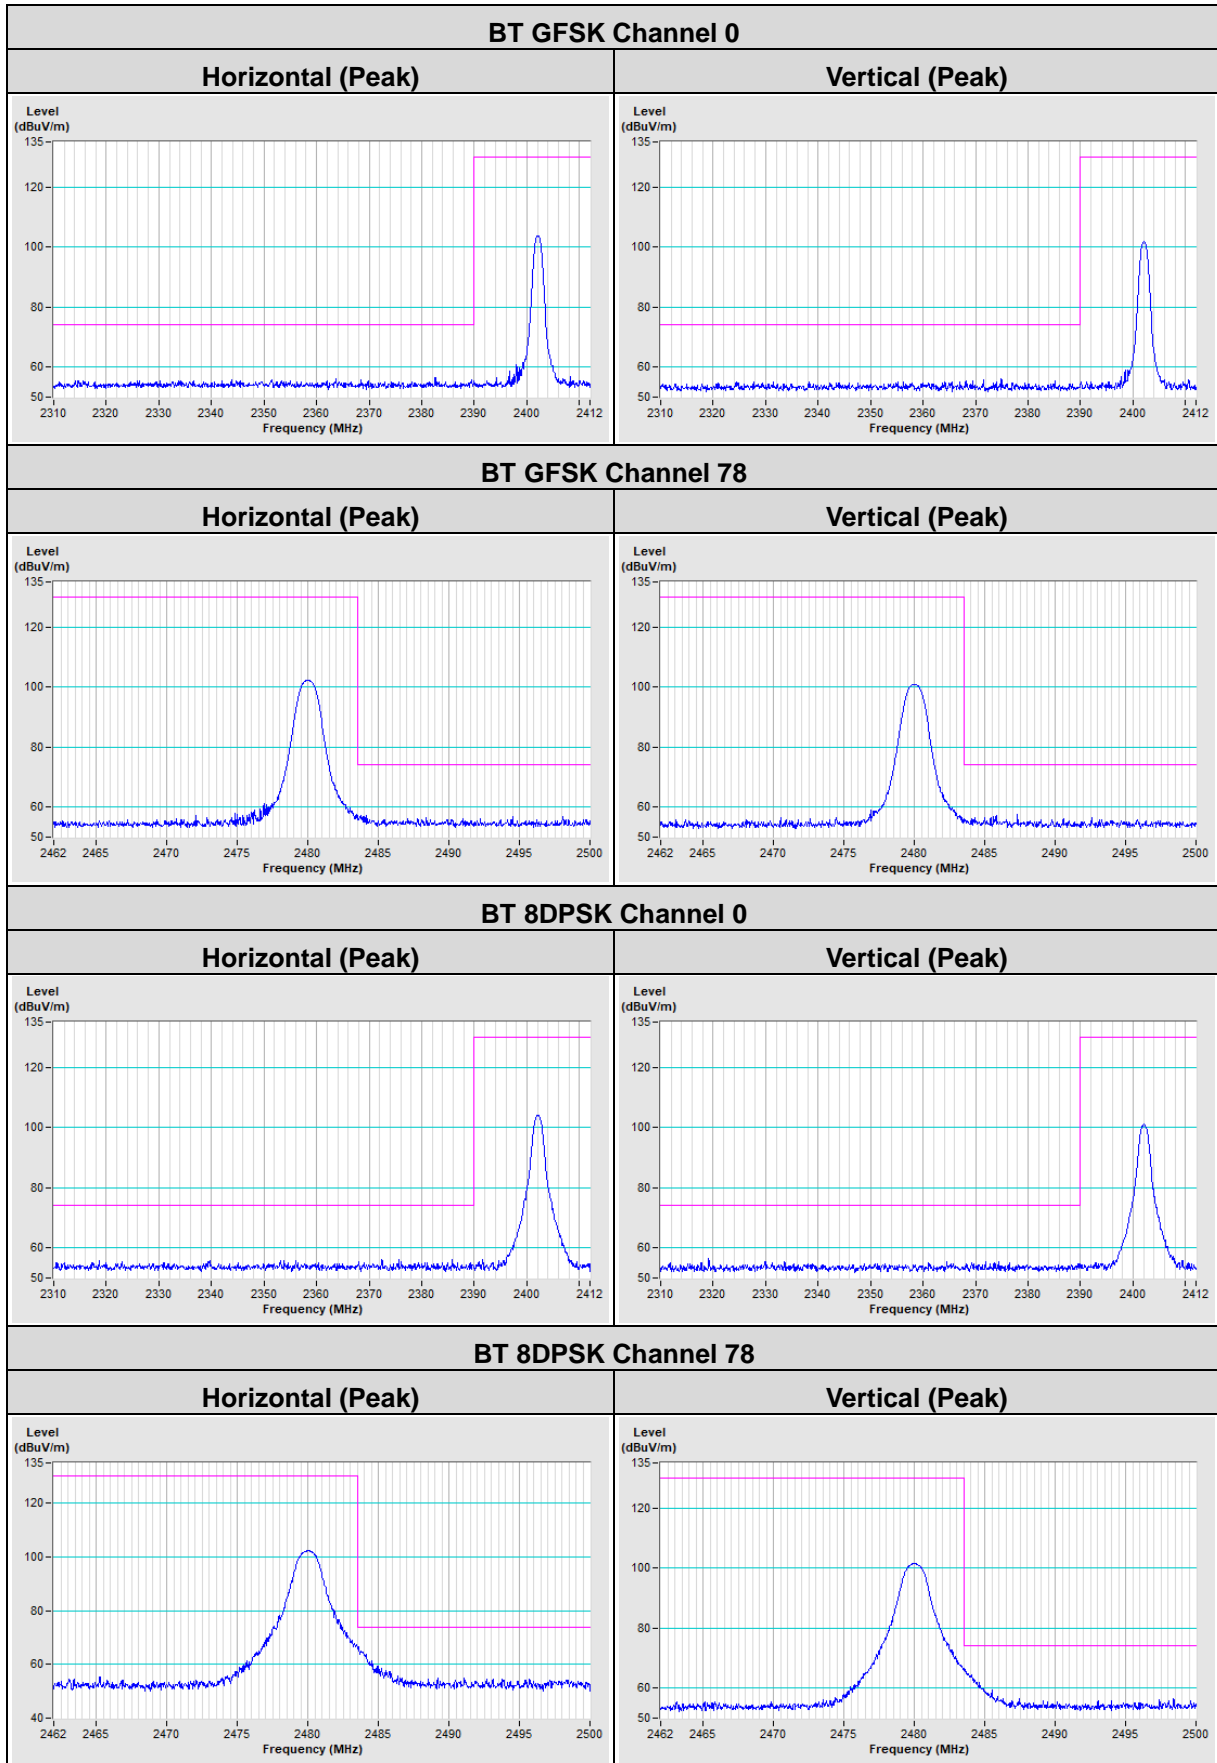 BT GFSK Channel 0
Horizontal (Peak) Vertical (Peak)
Level
(dBuV/m)
135
120
100
80
60
50
2310 2320 2330 2340 2350 2360 2370 2380 2390 2400 2412
Frequency (MHz)
Level
(dBuV/m)
135
120
100
80
60
50
2310 2320 2330 2340 2350 2360 2370 2380 2390 2400 2412
Frequency (MHz)
BT GFSK Channel 78
Horizontal (Peak) Vertical (Peak)
Level
(dBuV/m)
135
120
100
80
60
50
2462 2465 2470 2475 2480 2485 2490 2495 2500
Frequency (MHz)
Level
(dBuV/m)
135
120
100
80
60
50
2462 2465 2470 2475 2480 2485 2490 2495 2500
Frequency (MHz)
BT 8DPSK Channel 0
Horizontal (Peak) Vertical (Peak)
Level
(dBuV/m)
135
120
100
80
60
50
2310 2320 2330 2340 2350 2360 2370 2380 2390 2400 2412
Frequency (MHz)
Level
(dBuV/m)
135
120
100
80
60
50
2310 2320 2330 2340 2350 2360 2370 2380 2390 2400 2412
Frequency (MHz)
BT 8DPSK Channel 78
Horizontal (Peak) Vertical (Peak)
Level
(dBuV/m)
135
120
100
80
60
40
2462 2465 2470 2475 2480 2485 2490 2495 2500
Frequency (MHz)
Level
(dBuV/m)
135
120
100
80
60
50
2462 2465 2470 2475 2480 2485 2490 2495 2500
Frequency (MHz)